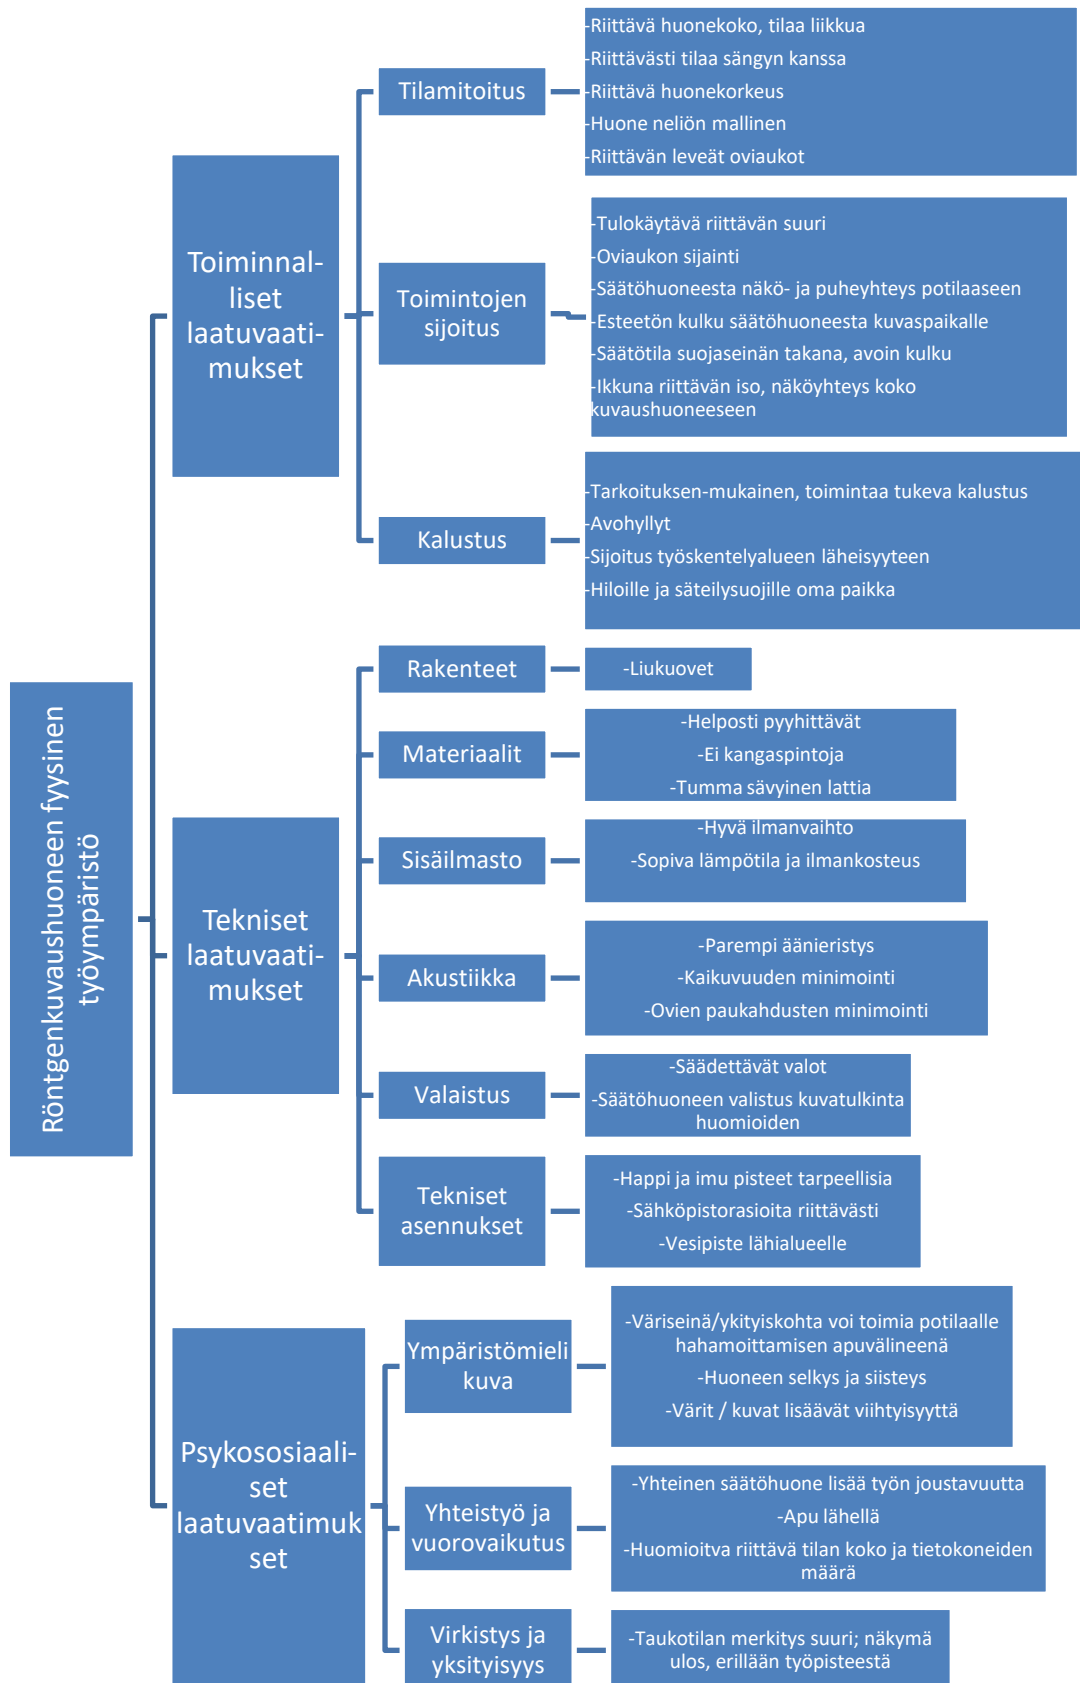 Röntgenkuvaushuoneen fyysinen
työympäristö
Toiminnal-
liset
laatuvaati-
mukset
Tilamitoitus
-Riittävä huonekoko, tilaa liikkua
-Riittävästi tilaa sängyn kanssa
-Riittävä huonekorkeus
-Huone neliön mallinen
-Riittävän leveät oviaukot
Toimintojen
sijoitus
-Tulokäytävä riittävän suuri
-Oviaukon sijainti
-Säätöhuoneesta näkö- ja puheyhteys potilaaseen
-Esteetön kulku säätöhuoneesta kuvaspaikalle
-Säätötila suojaseinän takana, avoin kulku
-Ikkuna riittävän iso, näköyhteys koko
kuvaushuoneeseen
Kalustus
-Tarkoituksen-mukainen, toimintaa tukeva kalustus
-Avohyllyt
-Sijoitus työskentelyalueen läheisyyteen
-Hiloille ja säteilysuojille oma paikka
Tekniset
laatuvaati-
mukset
Rakenteet
-Liukuovet
Materiaalit
-Helposti pyyhittävät
-Ei kangaspintoja
-Tumma sävyinen lattia
Sisäilmasto
-Hyvä ilmanvaihto
-Sopiva lämpötila ja ilmankosteus
Akustiikka
-Parempi äänieristys
-Kaikuvuuden minimointi
-Ovien paukahdusten minimointi
Valaistus
-Säädettävät valot
-Säätöhuoneen valistus kuvatulkinta
huomioiden
Tekniset
asennukset
-Happi ja imu pisteet tarpeellisia
-Sähköpistorasioita riittävästi
-Vesipiste lähialueelle
Psykososiaali-
set
laatuvaatimuk
set
Ympäristömieli
kuva
-Väriseinä/ykityiskohta voi toimia potilaalle
hahamoittamisen apuvälineenä
-Huoneen selkys ja siisteys
-Värit / kuvat lisäävät viihtyisyyttä
Yhteistyö ja
vuorovaikutus
-Yhteinen säätöhuone lisää työn joustavuutta
-Apu lähellä
-Huomioitva riittävä tilan koko ja tietokoneiden
määrä
Virkistys ja
yksityisyys
-Taukotilan merkitys suuri; näkymä
ulos, erillään työpisteestä